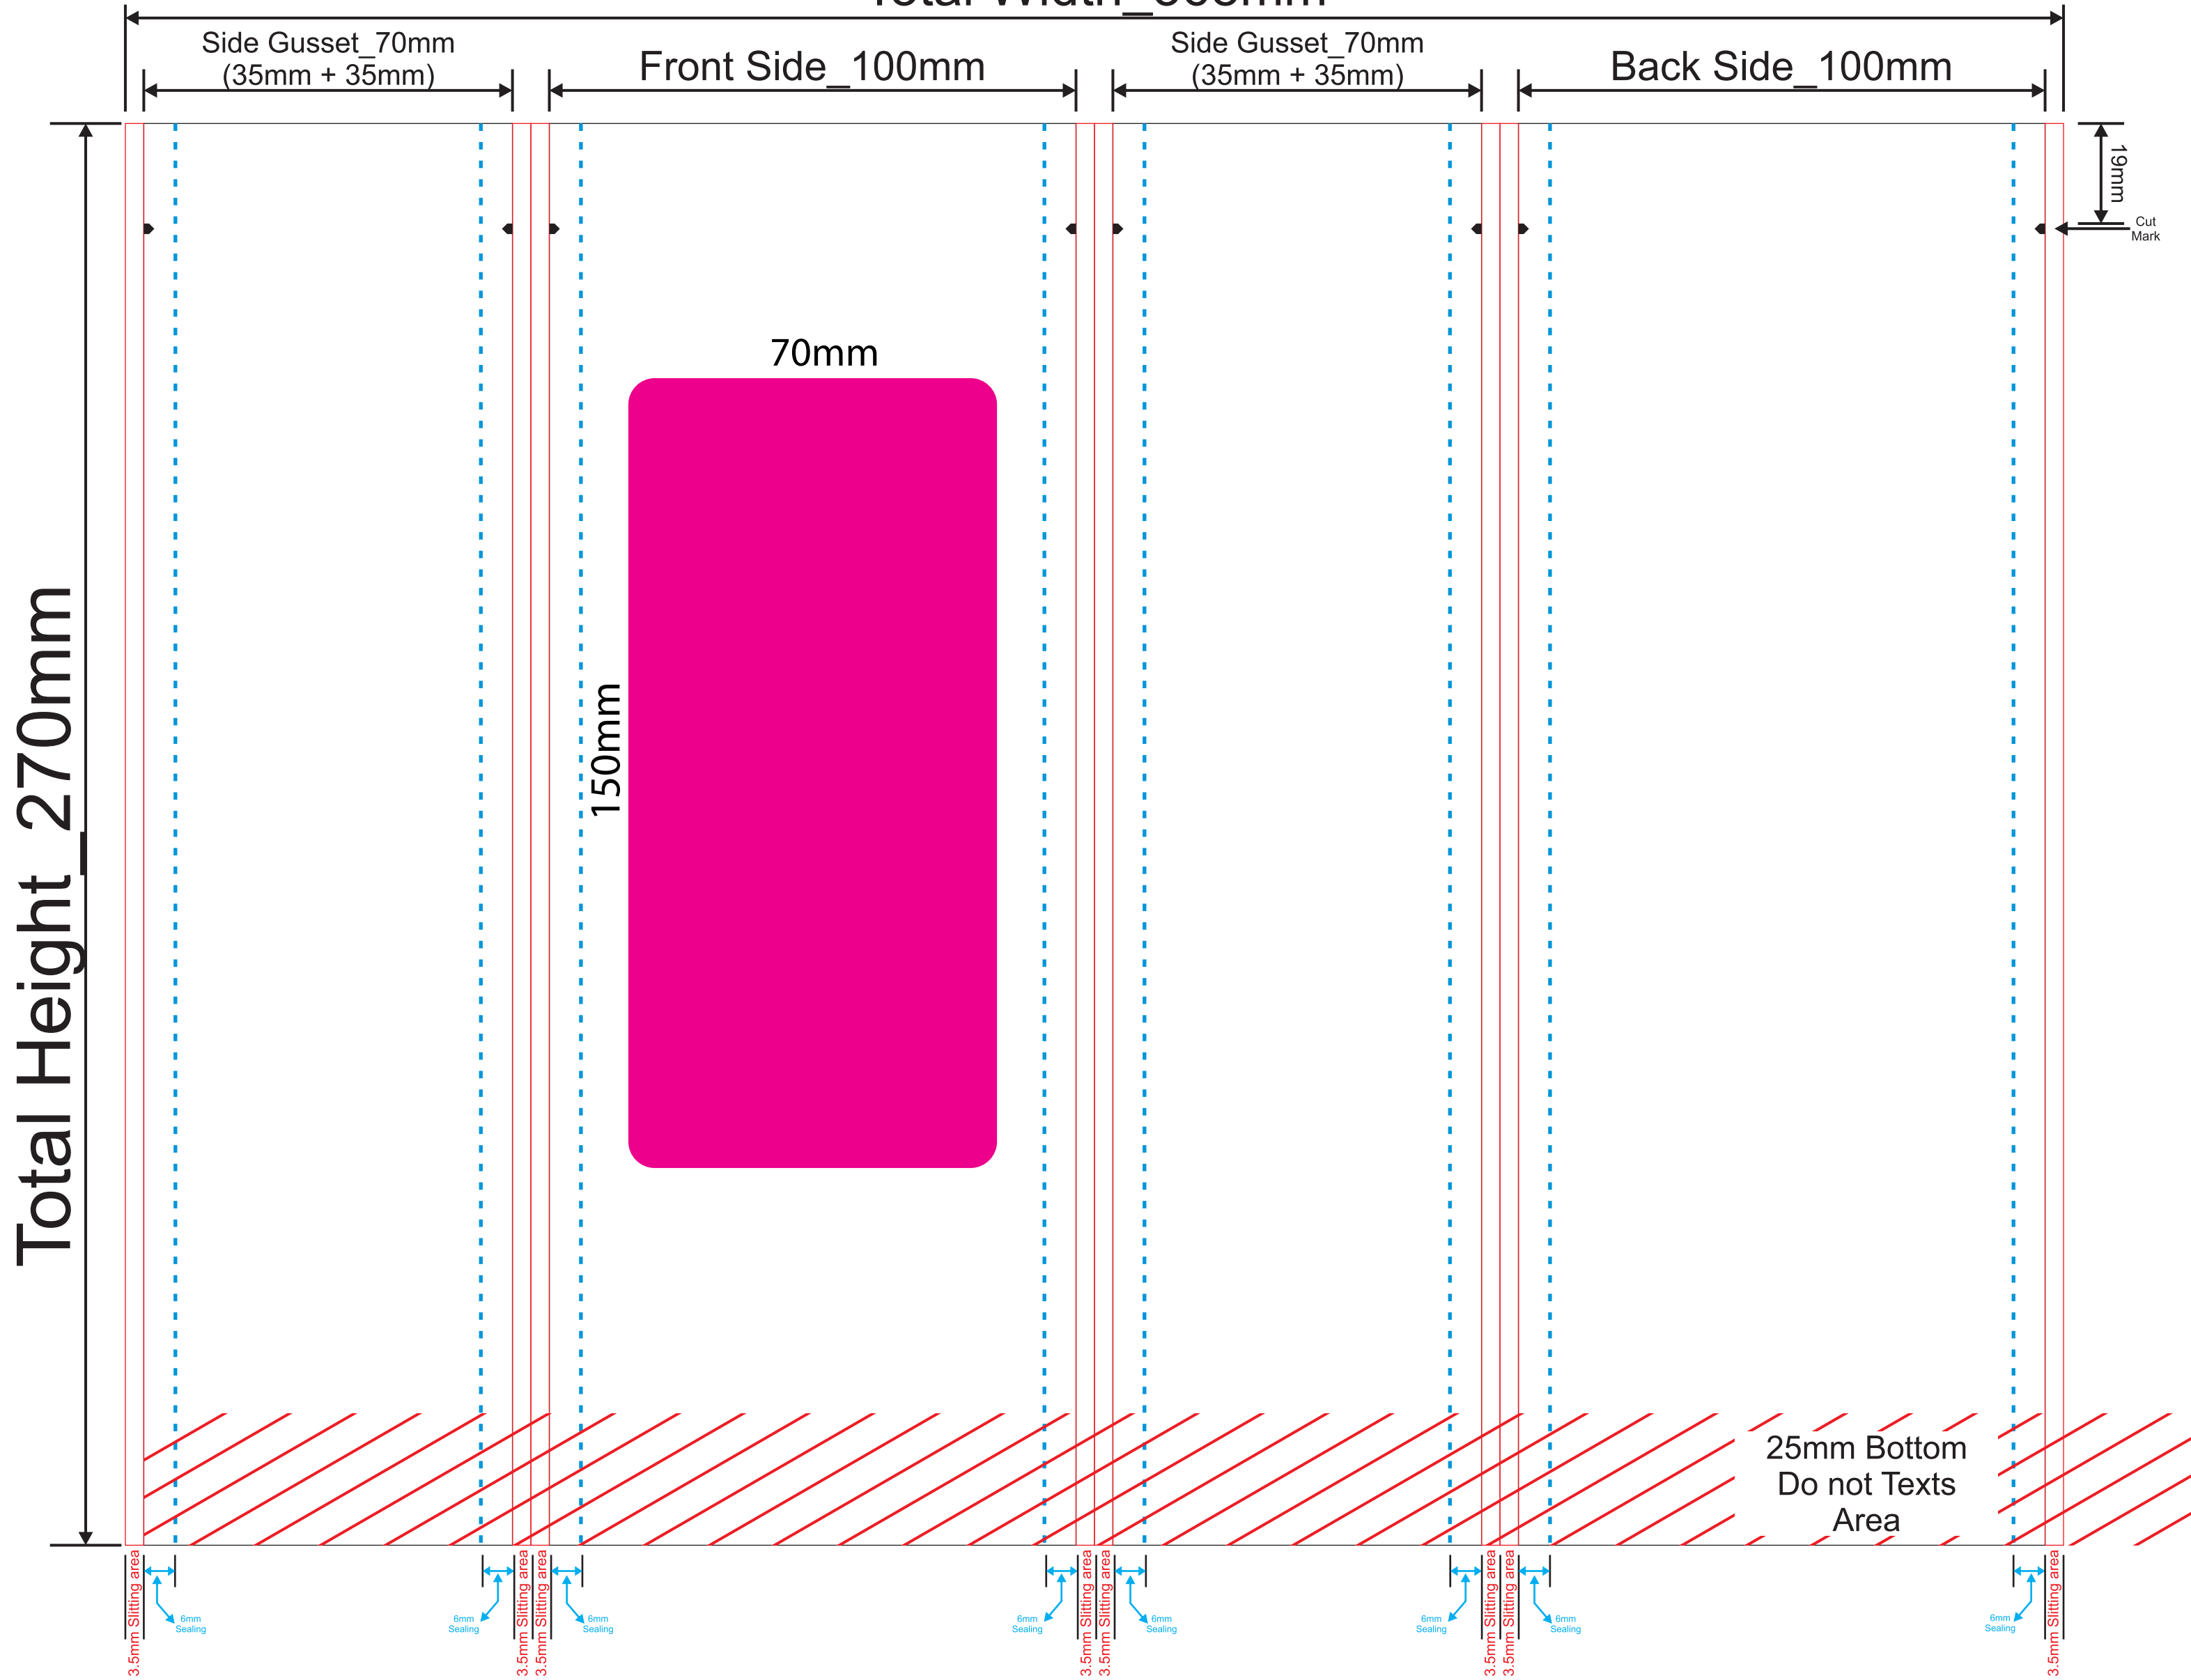 Total
Side Gusset_70mm
(35mm + 35mm)
Front Side_100mm
Side Gusset_70mm
(35mm + 35mm)
Back Side_100mm
19mm
Cut
Mark
70mm
150mm
Total Height_270mm
25mm Bottom
Do not Texts
Area
3.5mm Slitting area
6mm
Sealing
6mm
Sealing
3.5mm Slitting area
3.5mm Slitting area
6mm
Sealing
6mm
Sealing
3.5mm Slitting area
3.5mm Slitting area
6mm
Sealing
6mm
Sealing
3.5mm Slitting area
3.5mm Slitting area
6mm
Sealing
6mm
Sealing
3.5mm Slitting area